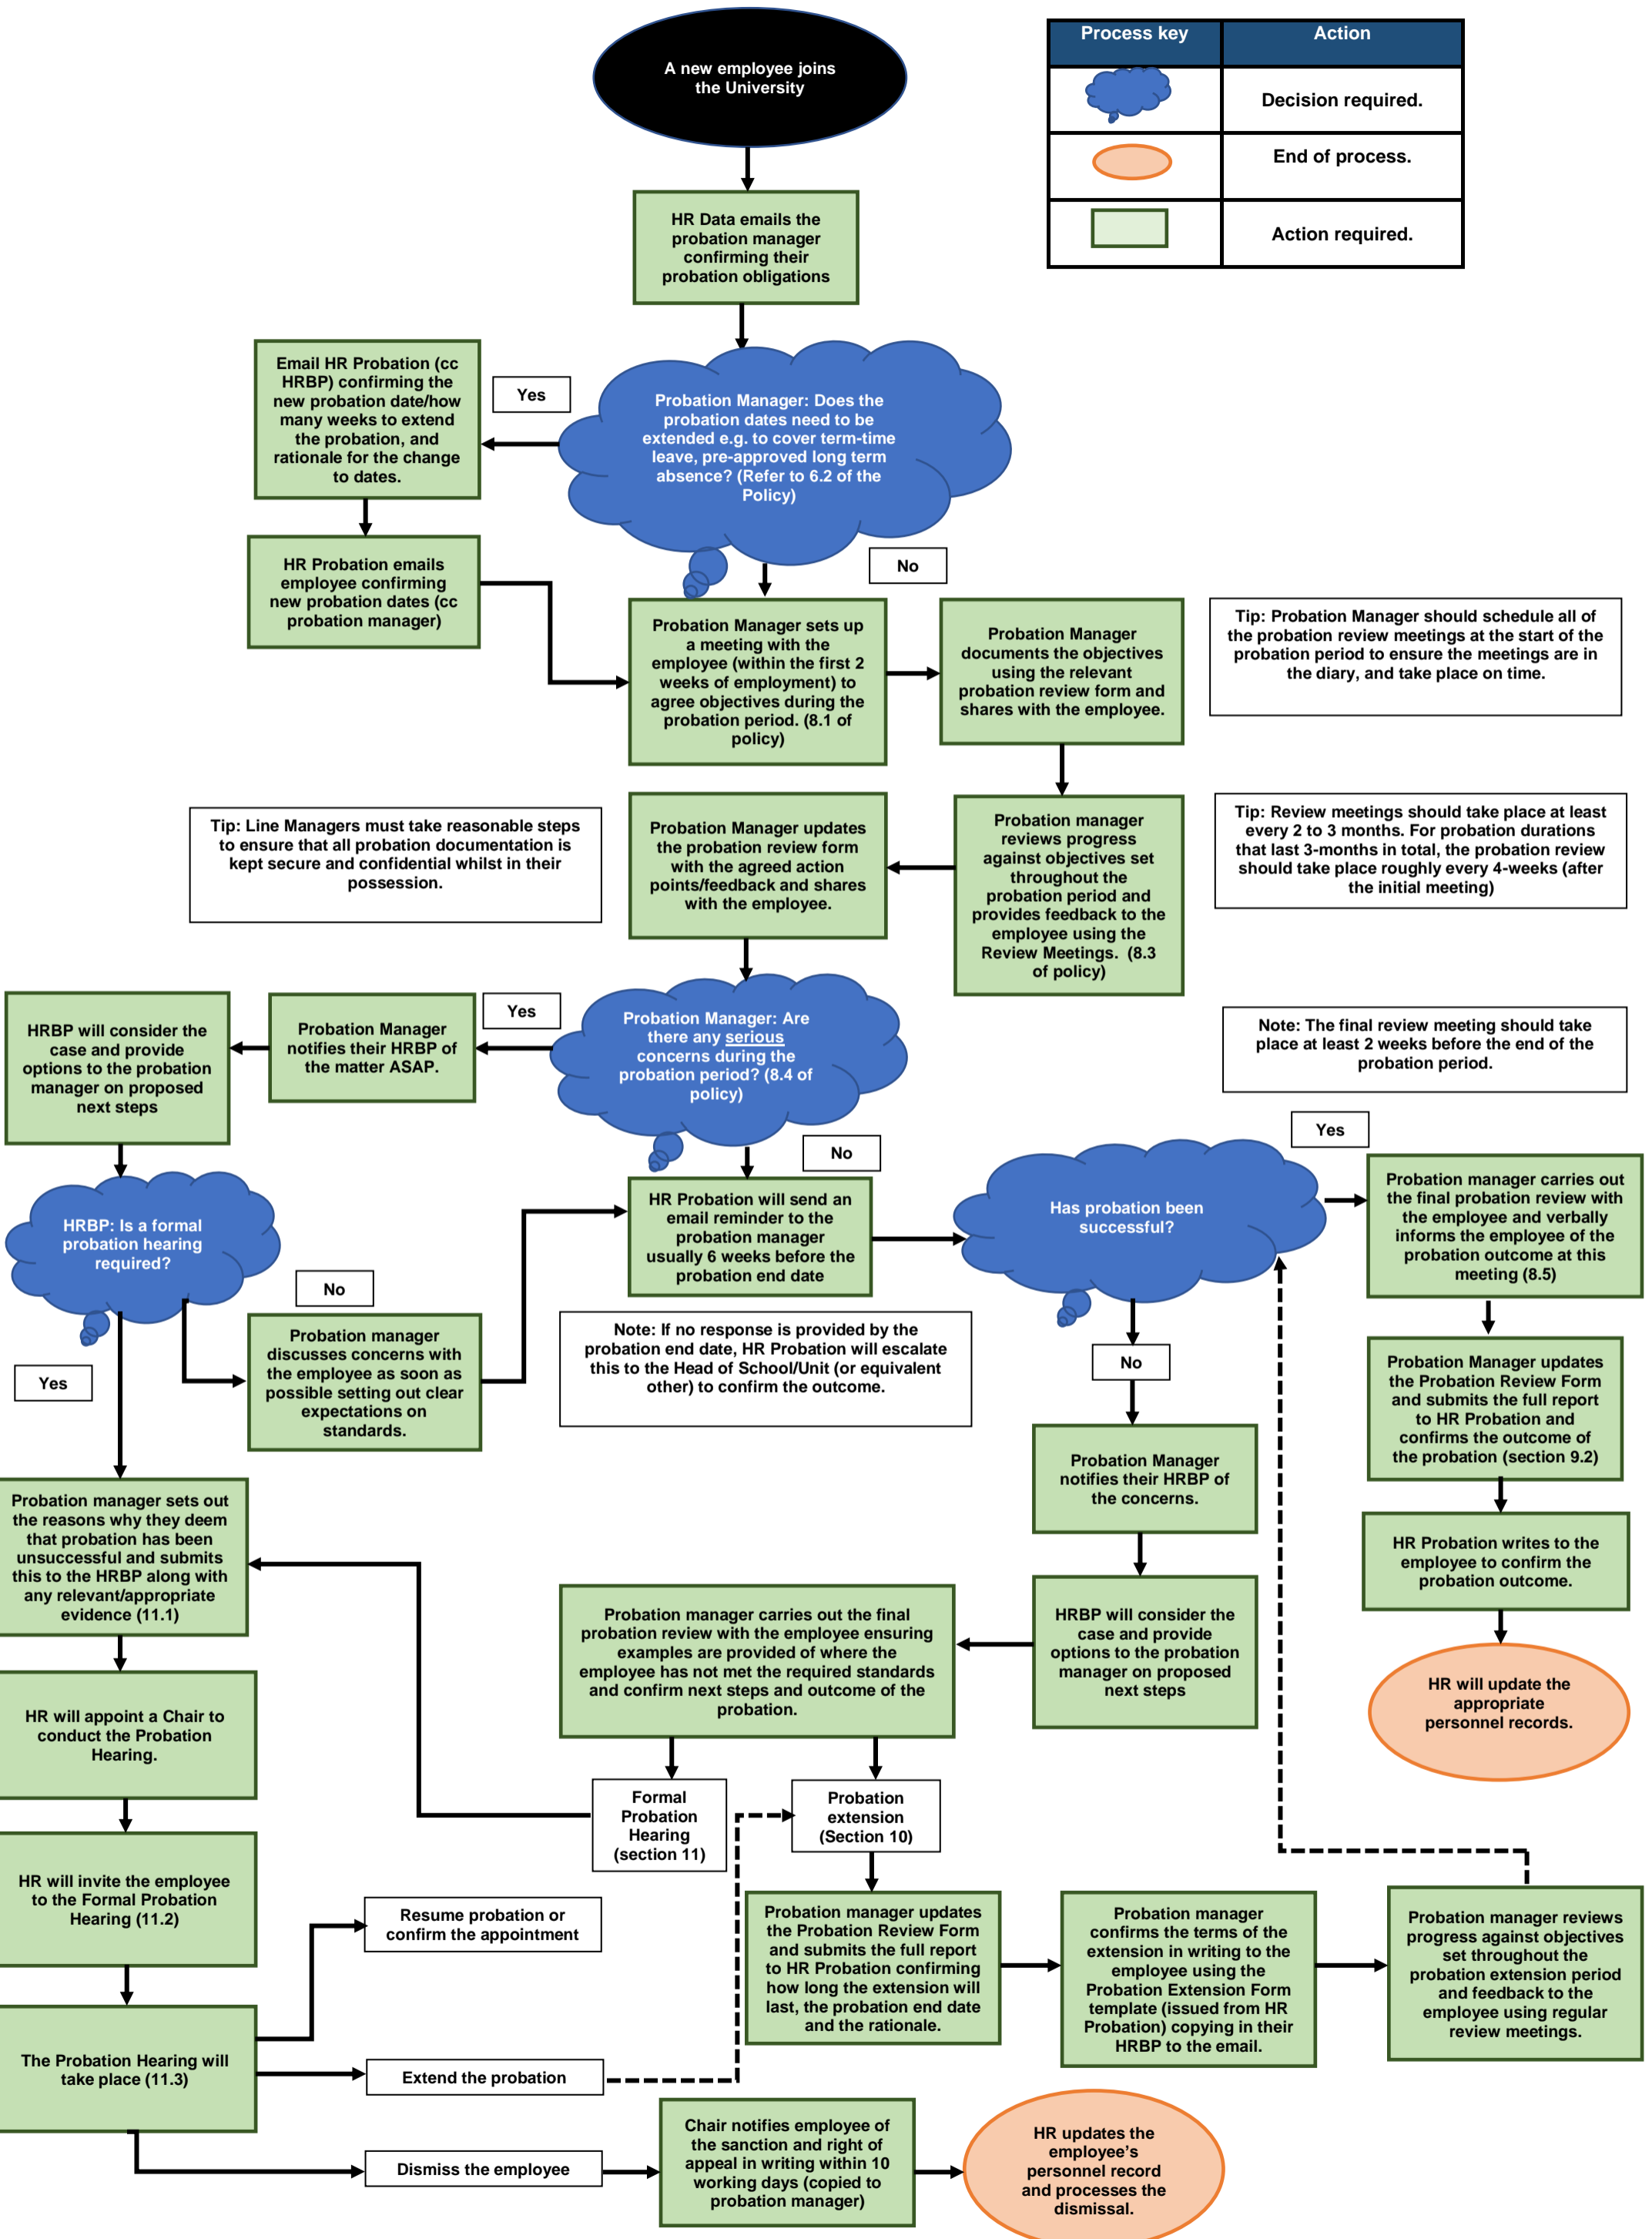 A new employee joins
the University
Process key
Action
Decision required.
End of process.
Action required.
HR Data emails the
probation manager
confirming their
probation obligations
Probation Manager: Does the
probation dates need to be
extended e.g. to cover term-time
leave, pre-approved long term
absence? (Refer to 6.2 of the
Policy)
Yes
Email HR Probation (cc
HRBP) confirming the
new probation date/how
many weeks to extend
the probation, and
rationale for the change
to dates.
HR Probation emails
employee confirming
new probation dates (cc
probation manager)
No
Probation Manager sets up
a meeting with the
employee (within the first 2
weeks of employment) to
agree objectives during the
probation period. (8.1 of
policy)
Probation Manager
documents the objectives
using the relevant
probation review form and
shares with the employee.
Tip: Probation Manager should schedule all of
the probation review meetings at the start of the
probation period to ensure the meetings are in
the diary, and take place on time.
Tip: Line Managers must take reasonable steps
to ensure that all probation documentation is
kept secure and confidential whilst in their
possession.
Probation Manager updates
the probation review form
with the agreed action
points/feedback and shares
with the employee.
Probation manager
reviews progress
against objectives set
throughout the
probation period and
provides feedback to the
employee using the
Review Meetings. (8.3
of policy)
Tip: Review meetings should take place at least
every 2 to 3 months. For probation durations
that last 3-months in total, the probation review
should take place roughly every 4-weeks (after
the initial meeting)
Probation Manager: Are
there any serious
concerns during the
probation period? (8.4 of
policy)
Yes
Probation Manager
notifies their HRBP of
the matter ASAP.
HRBP will consider the
case and provide
options to the probation
manager on proposed
next steps
Note: The final review meeting should take
place at least 2 weeks before the end of the
probation period.
No
HR Probation will send an
email reminder to the
probation manager
usually 6 weeks before the
probation end date
Has probation been
successful?
Yes
Probation manager carries out
the final probation review with
the employee and verbally
informs the employee of the
probation outcome at this
meeting (8.5)
HRBP: Is a formal
probation hearing
required?
No
Probation manager
discusses concerns with
the employee as soon as
possible setting out clear
expectations on
standards.
Yes
Note: If no response is provided by the
probation end date, HR Probation will escalate
this to the Head of School/Unit (or equivalent
other) to confirm the outcome.
No
Probation Manager updates
the Probation Review Form
and submits the full report
to HR Probation and
confirms the outcome of
the probation (section 9.2)
Probation Manager
notifies their HRBP of
the concerns.
HR Probation writes to the
employee to confirm the
probation outcome.
Probation manager sets out
the reasons why they deem
that probation has been
unsuccessful and submits
this to the HRBP along with
any relevant/appropriate
evidence (11.1)
Probation manager carries out the final
probation review with the employee ensuring
examples are provided of where the
employee has not met the required standards
and confirm next steps and outcome of the
probation.
HRBP will consider the
case and provide
options to the probation
manager on proposed
next steps
HR will update the
appropriate
personnel records.
HR will appoint a Chair to
conduct the Probation
Hearing.
Formal
Probation
Hearing
(section 11)
Probation
extension
(Section 10)
HR will invite the employee
to the Formal Probation
Hearing (11.2)
Resume probation or
confirm the appointment
Probation manager updates
the Probation Review Form
and submits the full report
to HR Probation confirming
how long the extension will
last, the probation end date
and the rationale.
Probation manager
confirms the terms of the
extension in writing to the
employee using the
Probation Extension Form
template (issued from HR
Probation) copying in their
HRBP to the email.
Probation manager reviews
progress against objectives
set throughout the
probation extension period
and feedback to the
employee using regular
review meetings.
The Probation Hearing will
take place (11.3)
Extend the probation
Dismiss the employee
Chair notifies employee of
the sanction and right of
appeal in writing within 10
working days (copied to
probation manager)
HR updates the
employee’s
personnel record
and processes the
dismissal.